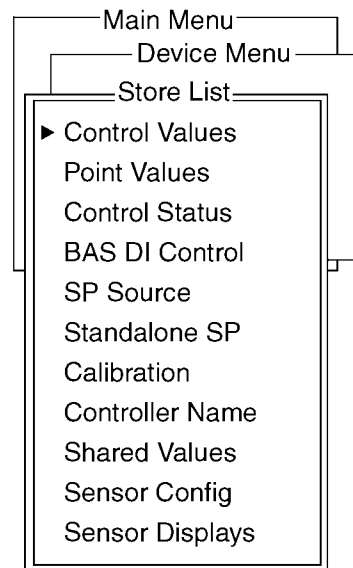 Main Menu
Device Menu
Store List
► Control Values
Point Values
Control Status
BAS DI Control
SP Source
Standalone SP
Calibration
Controller Name
Shared Values
Sensor Config
Sensor Displays